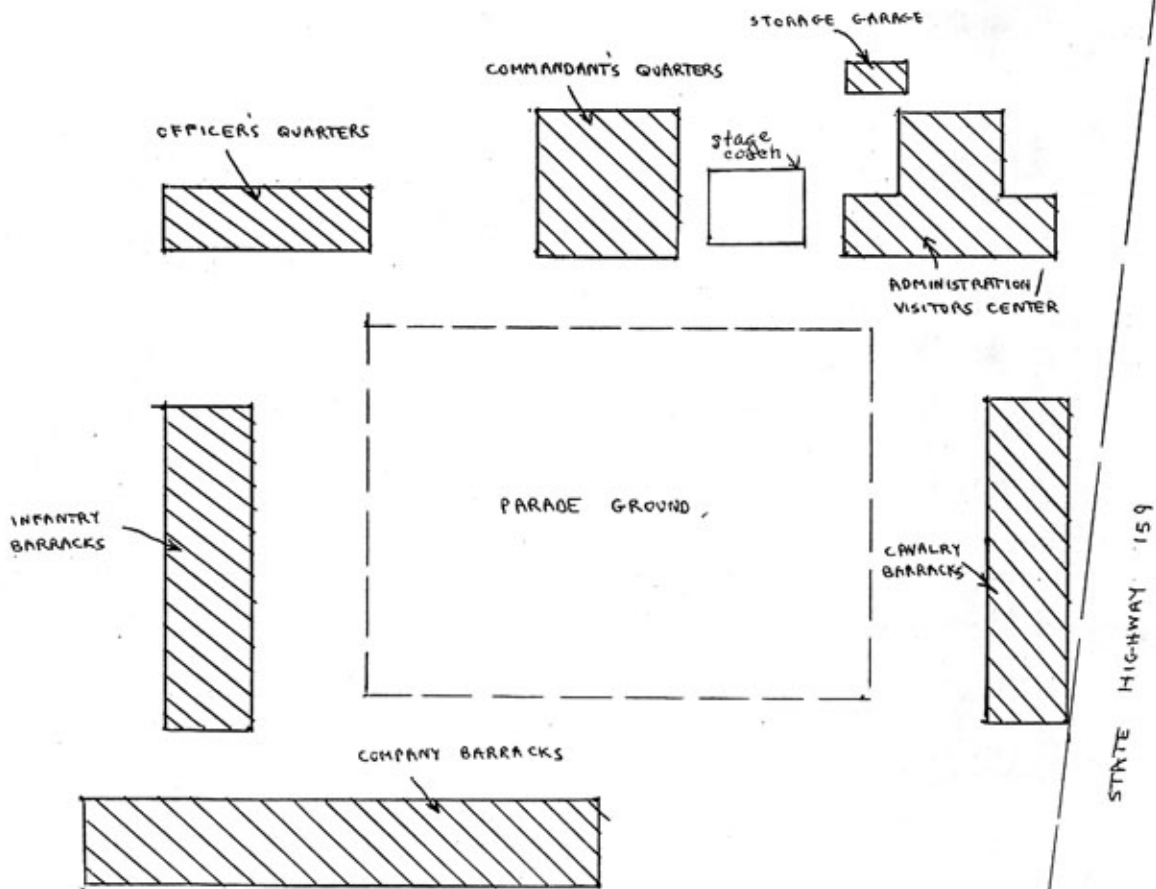 STORAGE GARAGE
COMMANDANT'S QUARTERS
OFFICER'S QUARTERS
stage
coach
ADMINISTRATION/
VISITORS CENTER
PARADE GROUND
INFANTRY
BARRACKS
CAVALRY
BARRACKS
STATE HIGHWAY 159
COMPANY BARRACKS